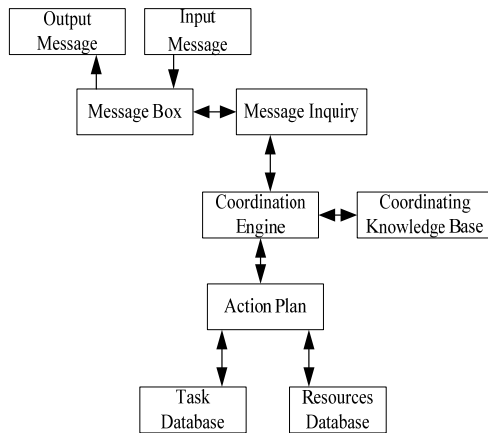 Output
Message
Input
Message
Message Box
Message Inquiry
Coordination
Engine
Coordinating
Knowledge Base
Action Plan
Task
Database
Resources
Database